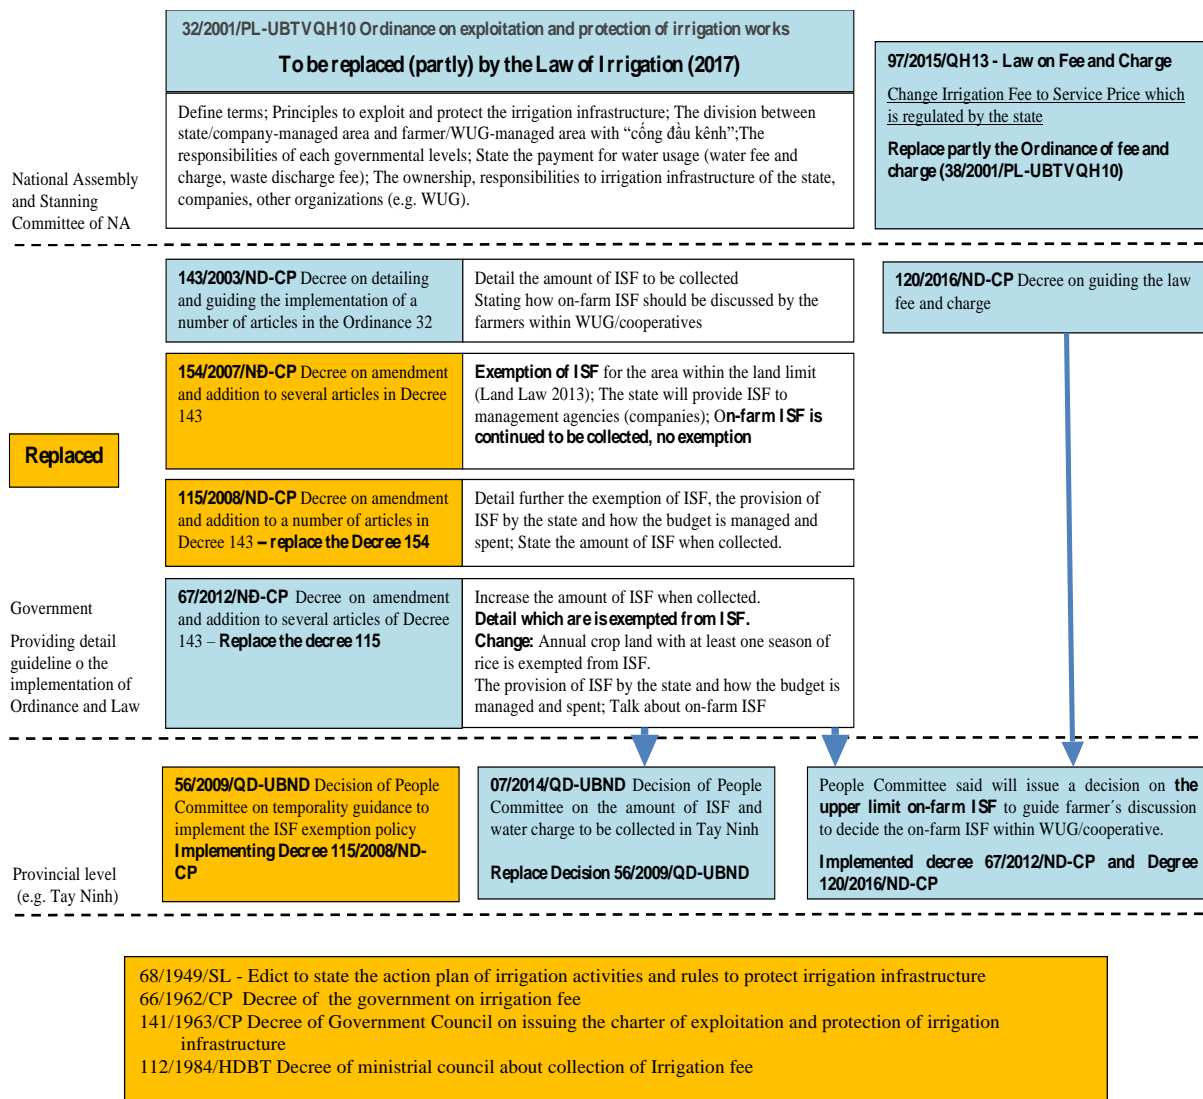 32/2001/PL-UBTVQH10 Ordinance on exploitation and protection of irrigation works
To be replaced (partly) by the Law of Irrigation (2017)
Define terms; Principles to exploit and protect the irrigation infrastructure; The division between
state/company-managed area and farmer/WUG-managed area with “cống đầu kênh”;The
responsibilities of each governmental levels; State the payment for water usage (water fee and
charge, waste discharge fee); The ownership, responsibilities to irrigation infrastructure of the state,
companies, other organizations (e.g. WUG).
97/2015/QH13 - Law on Fee and Charge
Change Irrigation Fee to Service Price which
is regulated by the state
Replace partly the Ordinance of fee and
charge (38/2001/PL-UBTVQH10)
National Assembly
and Stanning
Committee of NA
143/2003/ND-CP Decree on detailing
and guiding the implementation of a
number of articles in the Ordinance 32
Detail the amount of ISF to be collected
Stating how on-farm ISF should be discussed by the
farmers within WUG/cooperatives
120/2016/ND-CP Decree on guiding the law
fee and charge
154/2007/NĐ-CP Decree on amendment
and addition to several articles in Decree
143
Exemption of ISF for the area within the land limit
(Land Law 2013); The state will provide ISF to
management agencies (companies); On-farm ISF is
continued to be collected, no exemption
Replaced
115/2008/ND-CP Decree on amendment
and addition to a number of articles in
Decree 143 – replace the Decree 154
Detail further the exemption of ISF, the provision of
ISF by the state and how the budget is managed and
spent; State the amount of ISF when collected.
Government
Providing detail
guideline o the
implementation of
Ordinance and Law
67/2012/NĐ-CP Decree on amendment
and addition to several articles of Decree
143 – Replace the decree 115
Increase the amount of ISF when collected.
Detail which are is exempted from ISF.
Change: Annual crop land with at least one season of
rice is exempted from ISF.
The provision of ISF by the state and how the budget is
managed and spent; Talk about on-farm ISF
Provincial level
(e.g. Tay Ninh)
56/2009/QD-UBND Decision of People
Committee on temporality guidance to
implement the ISF exemption policy
Implementing Decree 115/2008/ND-
CP
07/2014/QD-UBND Decision of People
Committee on the amount of ISF and
water charge to be collected in Tay Ninh
Replace Decision 56/2009/QD-UBND
People Committee said will issue a decision on the
upper limit on-farm ISF to guide farmer´s discussion
to decide the on-farm ISF within WUG/cooperative.
Implemented decree 67/2012/ND-CP and Degree
120/2016/ND-CP
68/1949/SL - Edict to state the action plan of irrigation activities and rules to protect irrigation infrastructure
66/1962/CP Decree of the government on irrigation fee
141/1963/CP Decree of Government Council on issuing the charter of exploitation and protection of irrigation
infrastructure
112/1984/HDBT Decree of ministrial council about collection of Irrigation fee